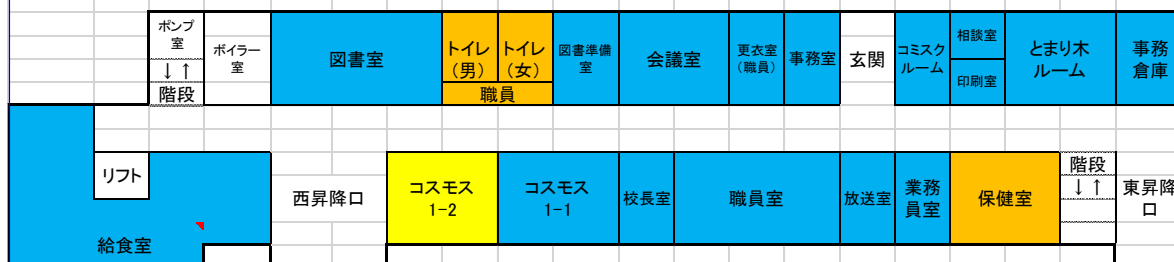 ポンプ
室
↓ ↑
階段
ボイラー
室
図書室
トイレ
(男)
トイレ
(女)
職員
図書準備
室
会議室
更衣室
(職員)
事務室
玄関
コミスク
ルーム
相談室
印刷室
とまり木
ルーム
事務
倉庫
リフト
給食室
西昇降口
コスモス
1-2
コスモス
1-1
校長室
職員室
放送室
業務
員室
保健室
階段
↓ ↑
東昇降
口